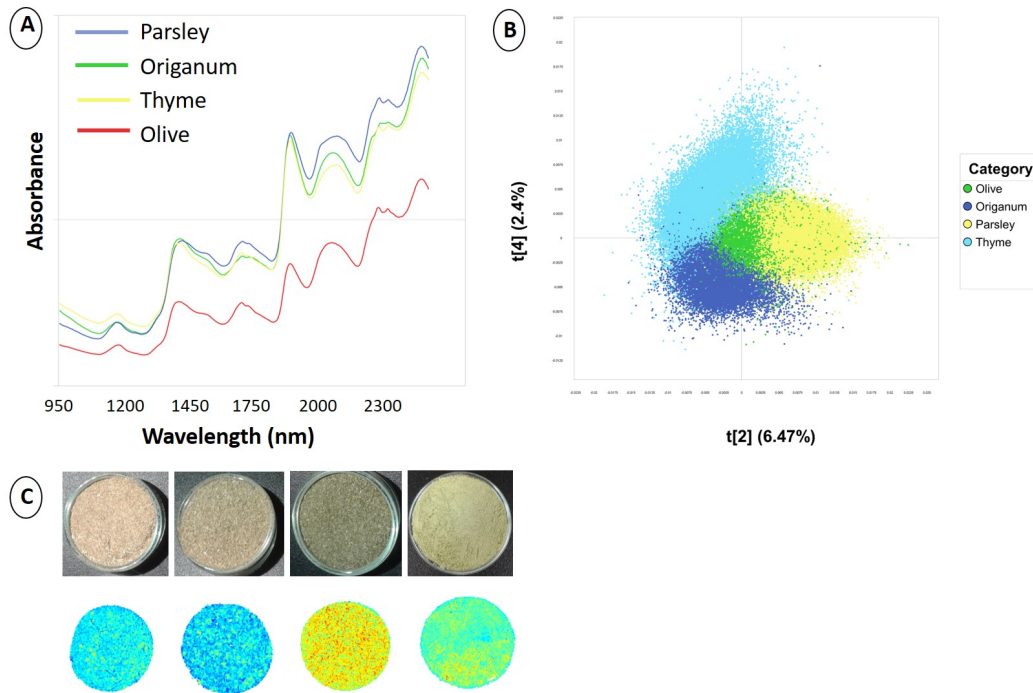 A
Parsley
Origanum
Thyme
Olive
Absorbance
950 1200 1450 1750 2000 2300
Wavelength (nm)
B
t[4] (2.4%)
t[2] (6.47%)
Category
Olive
Origanum
Parsley
Thyme
C